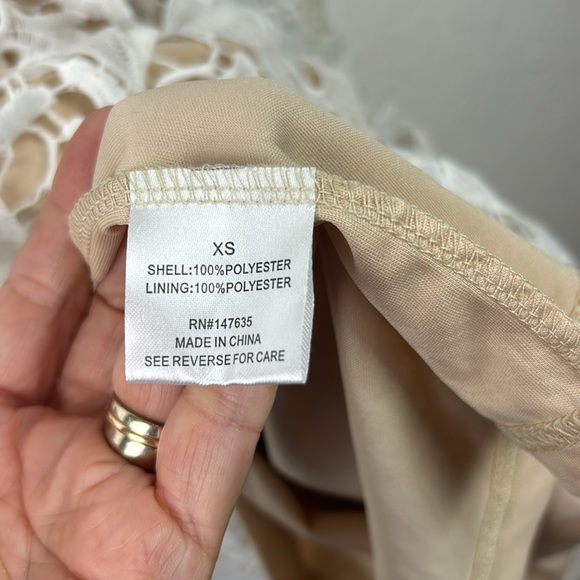 XS
SHELL:100%POLYESTER
LINING:100%POLYESTER
RN#147635
MADE IN CHINA
SEE REVERSE FOR CARE